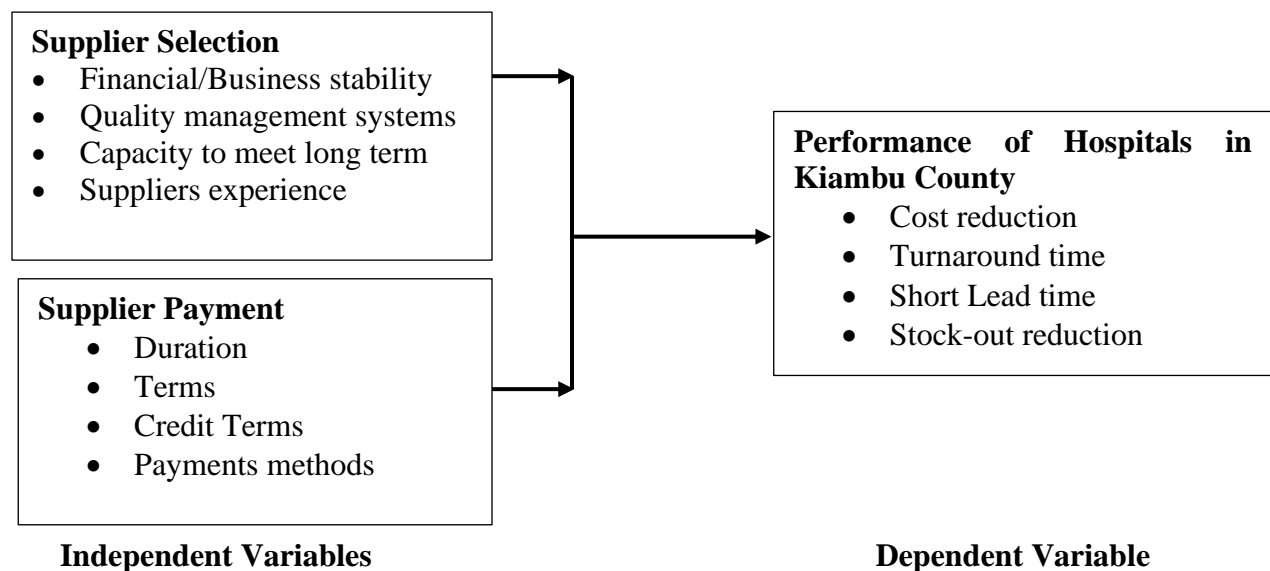 Supplier Selection
• Financial/Business stability
• Quality management systems
• Capacity to meet long term
• Suppliers experience
Supplier Payment
• Duration
• Terms
• Credit Terms
• Payments methods
Independent Variables
Performance of Hospitals in
Kiambu County
• Cost reduction
• Turnaround time
• Short Lead time
• Stock-out reduction
Dependent Variable